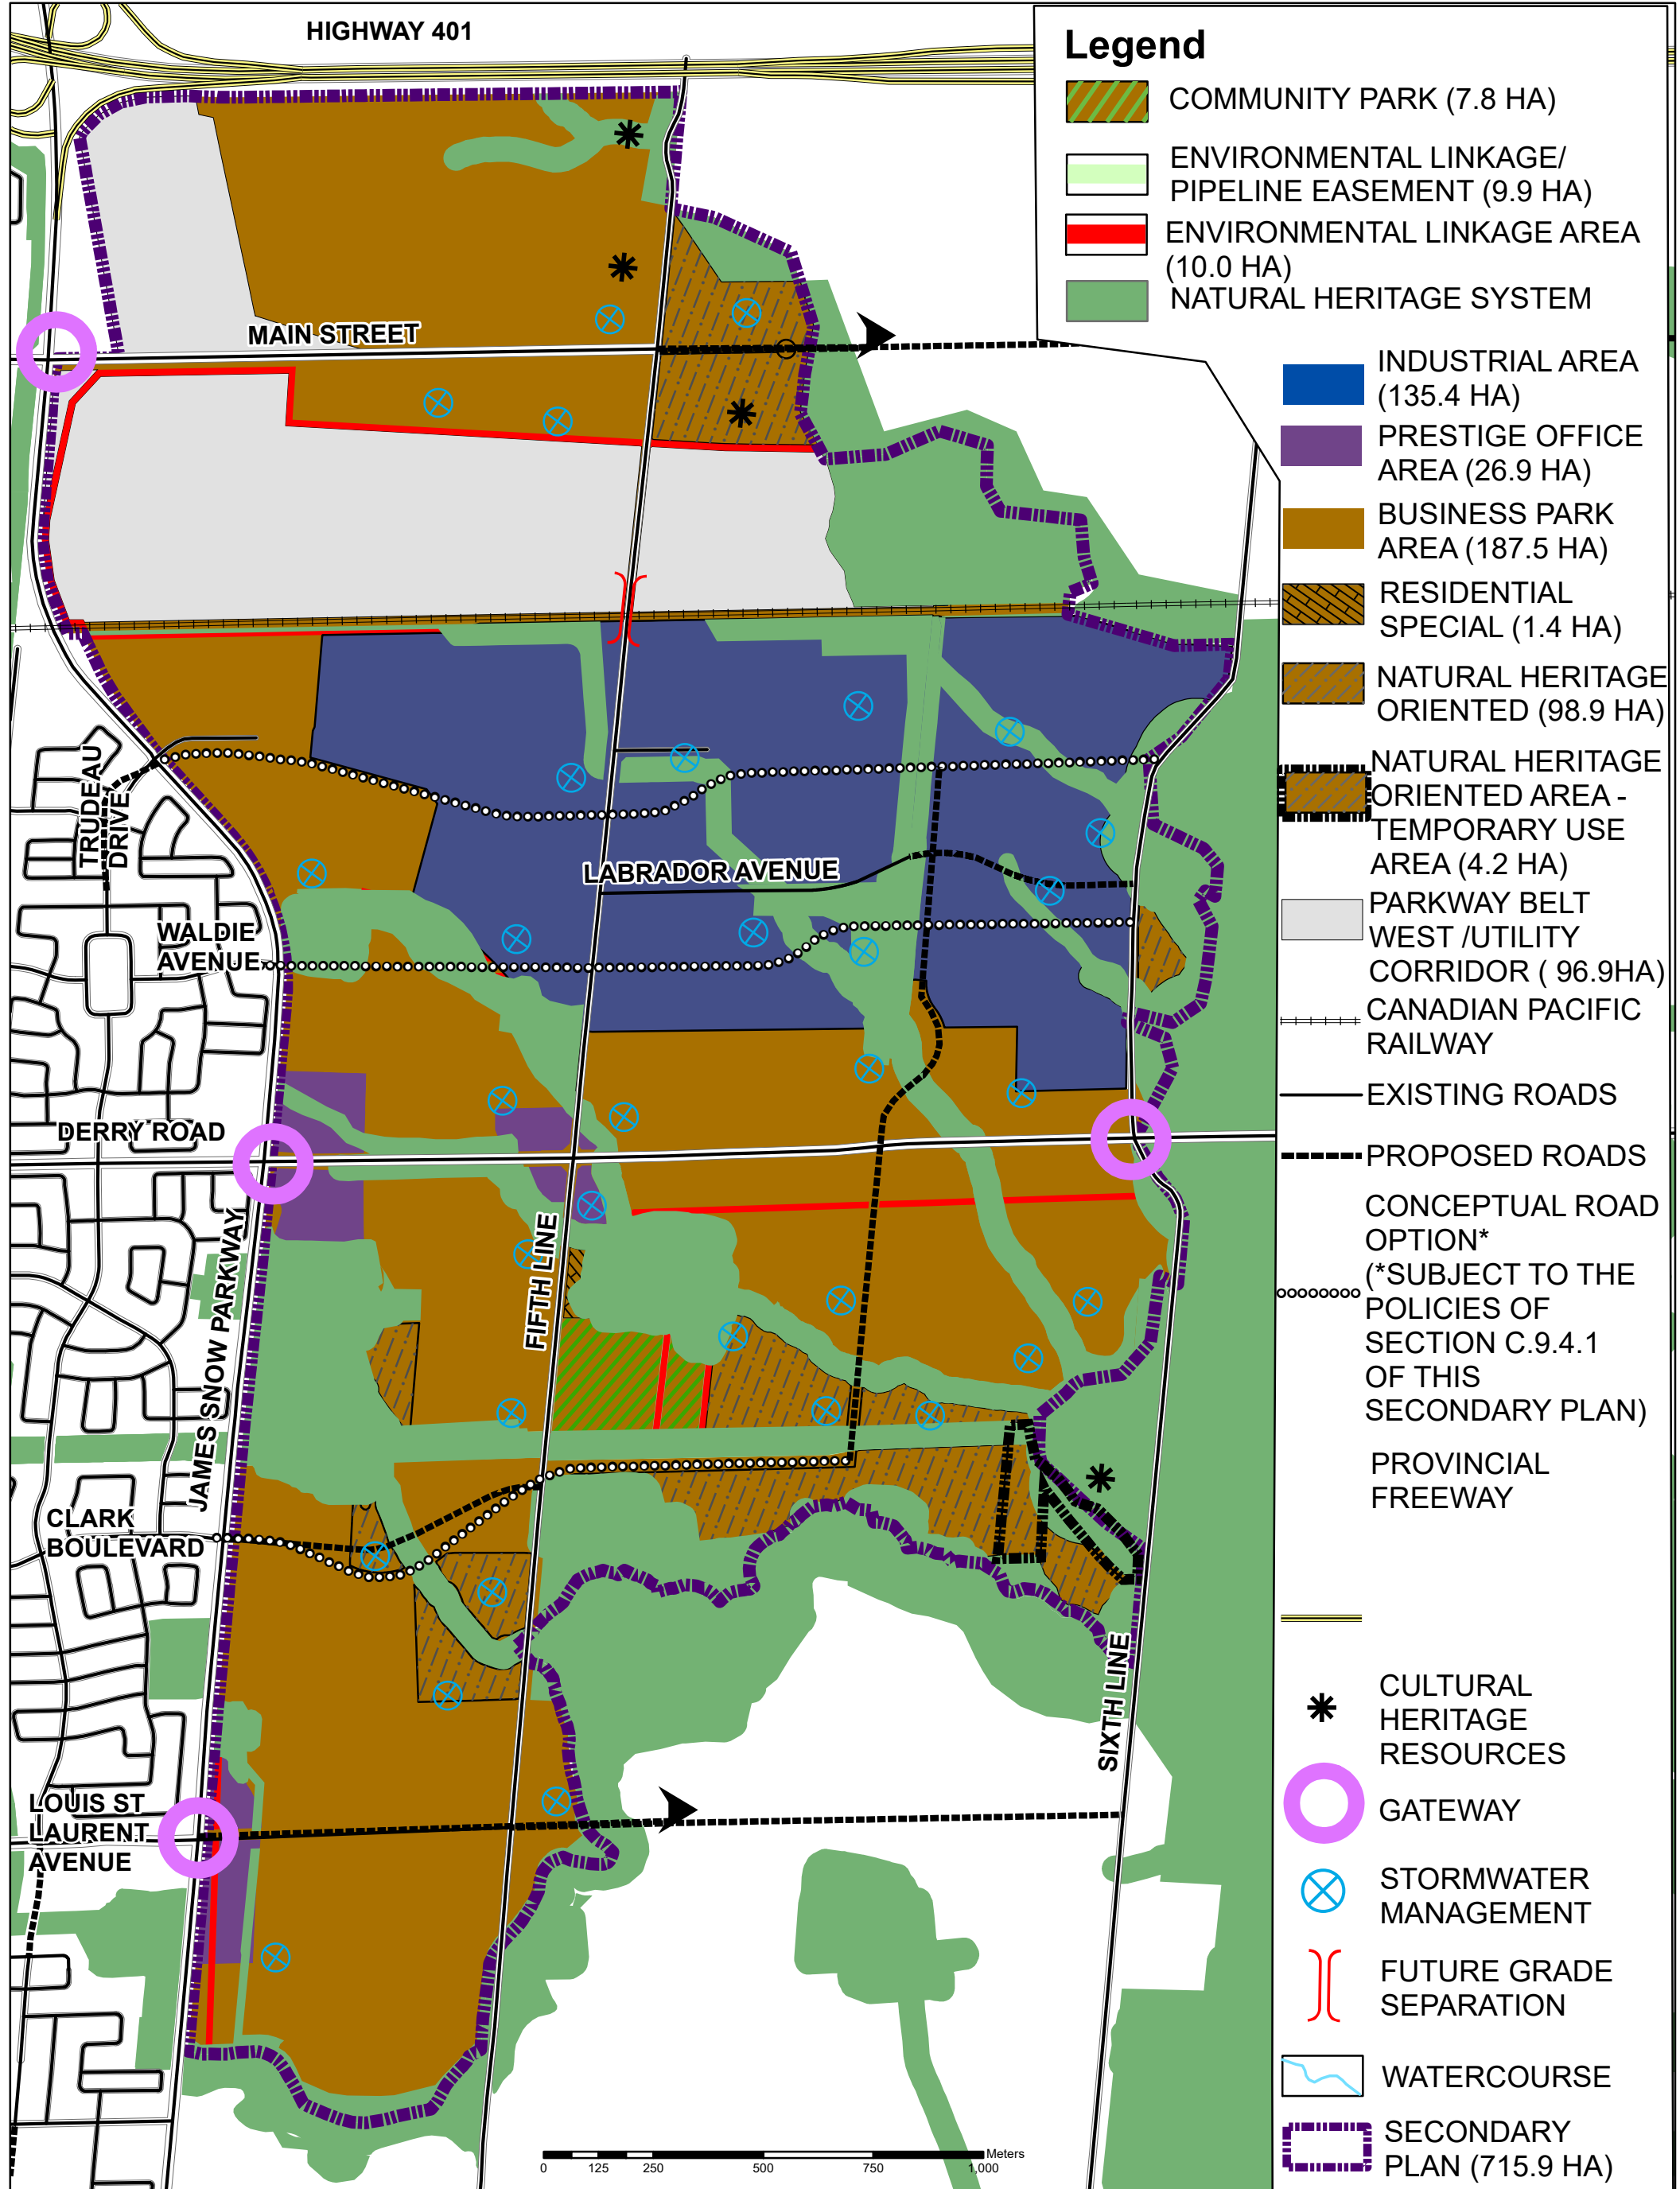 HIGHWAY 401
Legend
COMMUNITY PARK (7.8 HA)
ENVIRONMENTAL LINKAGE/
PIPELINE EASEMENT (9.9 HA)
ENVIRONMENTAL LINKAGE AREA
(10.0 HA)
NATURAL HERITAGE SYSTEM
INDUSTRIAL AREA
(135.4 HA)
PRESTIGE OFFICE
AREA (26.9 HA)
BUSINESS PARK
AREA (187.5 HA)
RESIDENTIAL
SPECIAL (1.4 HA)
NATURAL HERITAGE
ORIENTED (98.9 HA)
NATURAL HERITAGE
ORIENTED AREA -
TEMPORARY USE
AREA (4.2 HA)
PARKWAY BELT
WEST /UTILITY
CORRIDOR ( 96.9HA)
CANADIAN PACIFIC
RAILWAY
EXISTING ROADS
PROPOSED ROADS
CONCEPTUAL ROAD
OPTION*
(*SUBJECT TO THE
POLICIES OF
SECTION C.9.4.1
OF THIS
SECONDARY PLAN)
PROVINCIAL
FREEWAY
CULTURAL
HERITAGE
RESOURCES
GATEWAY
STORMWATER
MANAGEMENT
FUTURE GRADE
SEPARATION
WATERCOURSE
SECONDARY
PLAN (715.9 HA)
MAIN STREET
TRUDEAU
DRIVE
LABRADOR AVENUE
WALDIE
AVENUE
DERRY ROAD
JAMES SNOW PARKWAY
FIFTH LINE
CLARK
BOULEVARD
SIXTH LINE
LOUIS ST
LAURENT
AVENUE
Meters
0 125 250 500 750 1,000